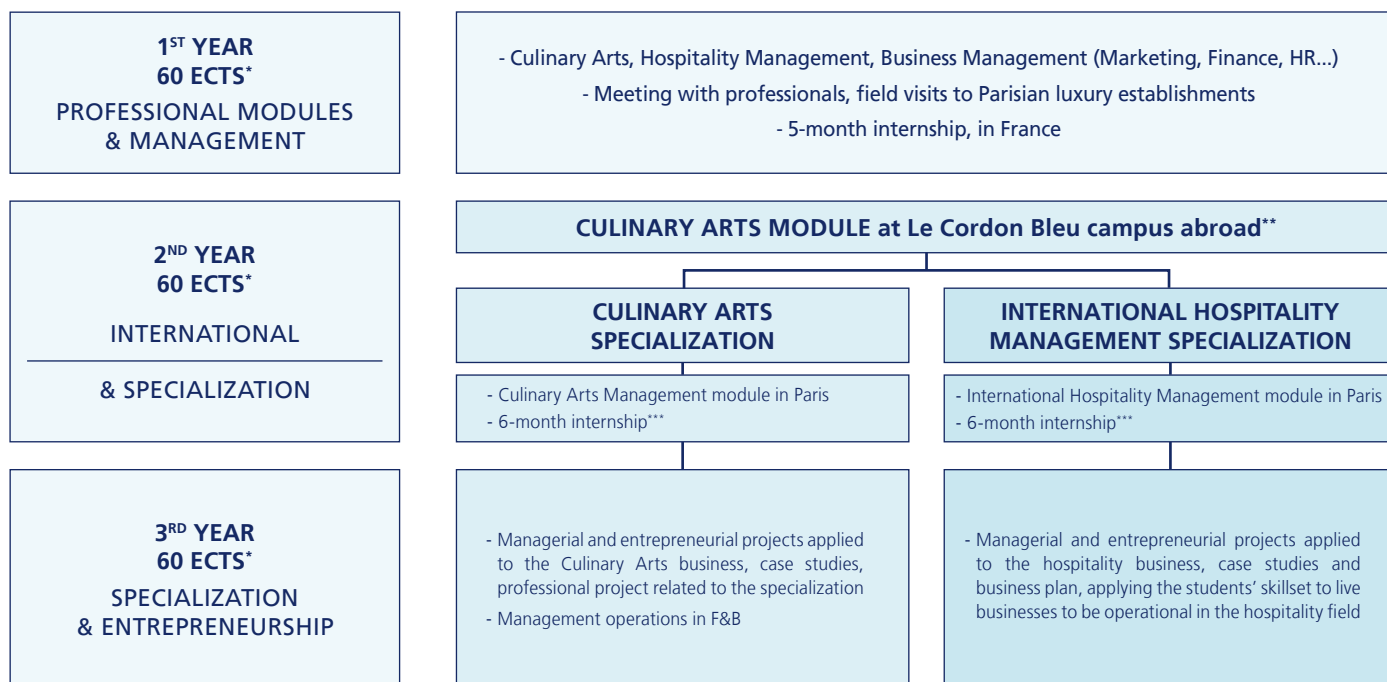 1ST YEAR
60 ECTS*
PROFESSIONAL MODULES
& MANAGEMENT
- Culinary Arts, Hospitality Management, Business Management (Marketing, Finance, HR...)
- Meeting with professionals, field visits to Parisian luxury establishments
- 5-month internship, in France
2ND YEAR
60 ECTS*
INTERNATIONAL
& SPECIALIZATION
CULINARY ARTS MODULE at Le Cordon Bleu campus abroad**
CULINARY ARTS
SPECIALIZATION
- Culinary Arts Management module in Paris
- 6-month internship***
INTERNATIONAL HOSPITALITY
MANAGEMENT SPECIALIZATION
- International Hospitality Management module in Paris
- 6-month internship***
3RD YEAR
60 ECTS*
SPECIALIZATION
& ENTREPRENEURSHIP
- Managerial and entrepreneurial projects applied
to the Culinary Arts business, case studies,
professional project related to the specialization
- Management operations in F&B
- Managerial and entrepreneurial projects applied
to the hospitality business, case studies and
business plan, applying the students' skillset to live
businesses to be operational in the hospitality field